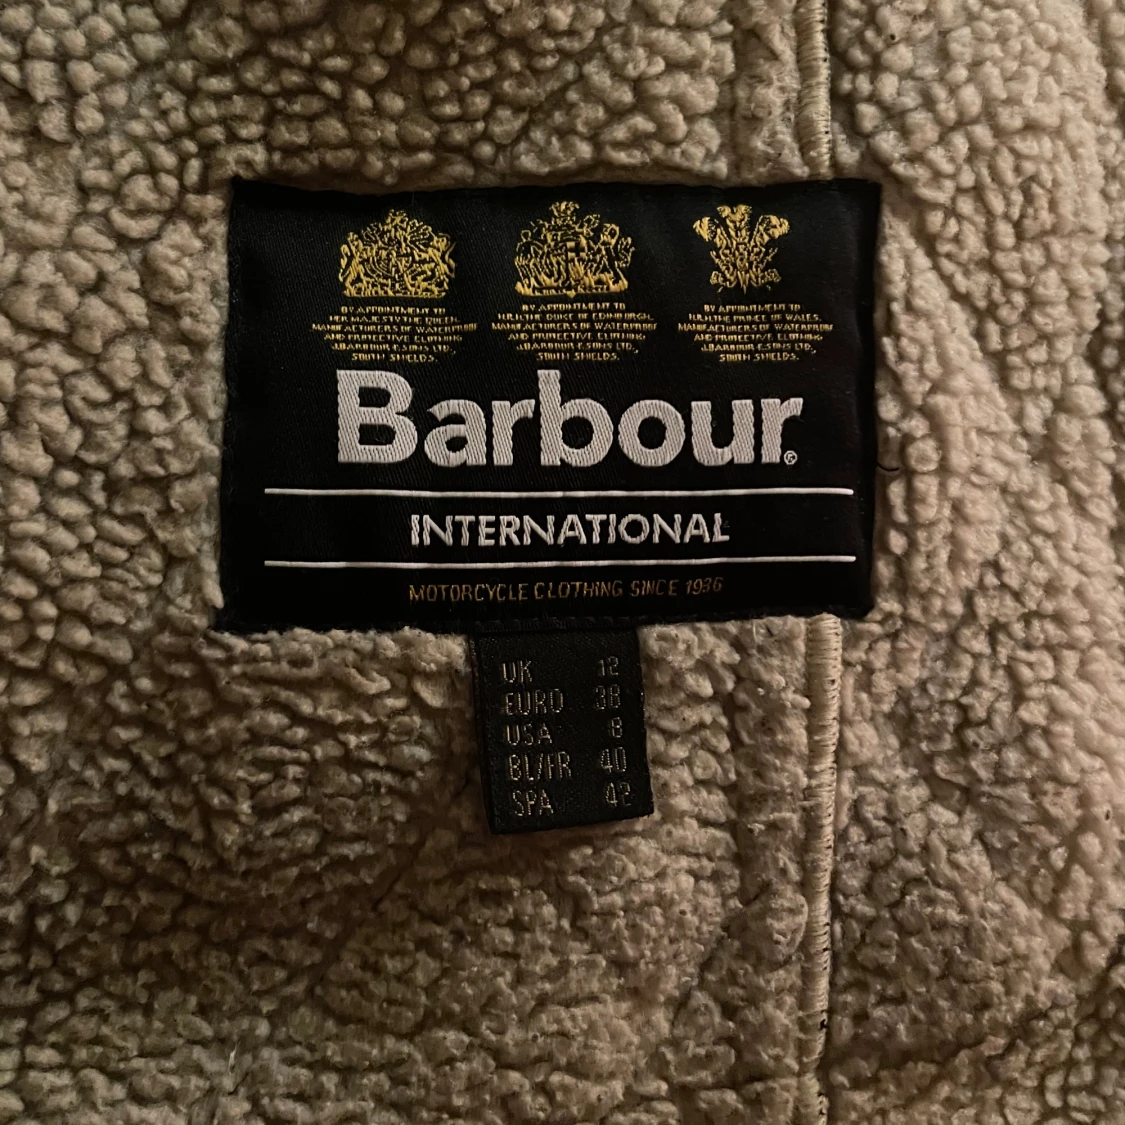 BY APPOINTMENT TO
HER MAJESTY THE QUEEN
MANUFACTURERS OF WATERPROOF
AND PROTECTIVE CLOTHING
J.BARBOUR & SONS LTD.
SOUTH SHIELDS.
BY APPOINTMENT TO
H.R.H. THE DUKE OF EDINBURGH
MANUFACTURERS OF WATERPROOF
AND PROTECTIVE CLOTHING
J.BARBOUR & SONS LTD.
SOUTH SHIELDS.
BY APPOINTMENT TO
H.R.H. THE PRINCE OF WALES
MANUFACTURERS OF WATERPROOF
AND PROTECTIVE CLOTHING
J.BARBOUR & SONS LTD.
SOUTH SHIELDS.
Barbour®
INTERNATIONAL
MOTORCYCLE CLOTHING SINCE 1936
UK 12
EURO 38
USA 8
BL/FR 40
SPA 42